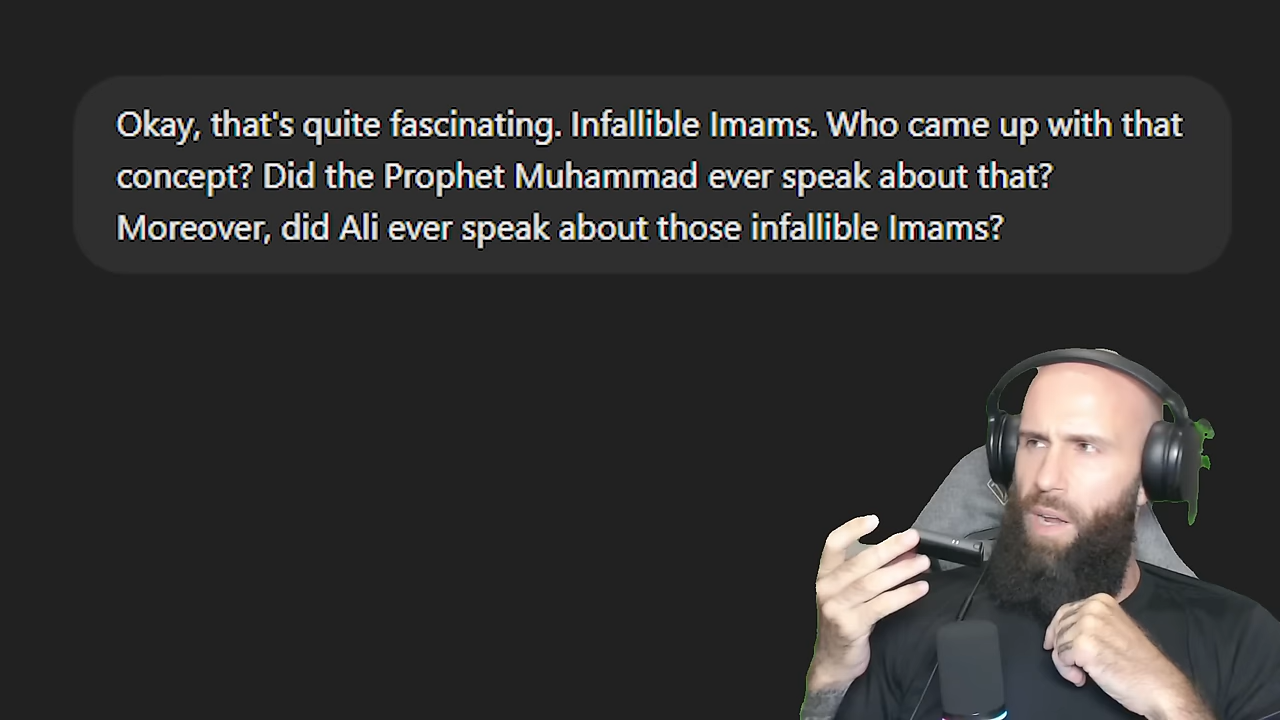 Okay, that's quite fascinating. Infallible Imams. Who came up with that
concept? Did the Prophet Muhammad ever speak about that?
Moreover, did Ali ever speak about those infallible Imams?